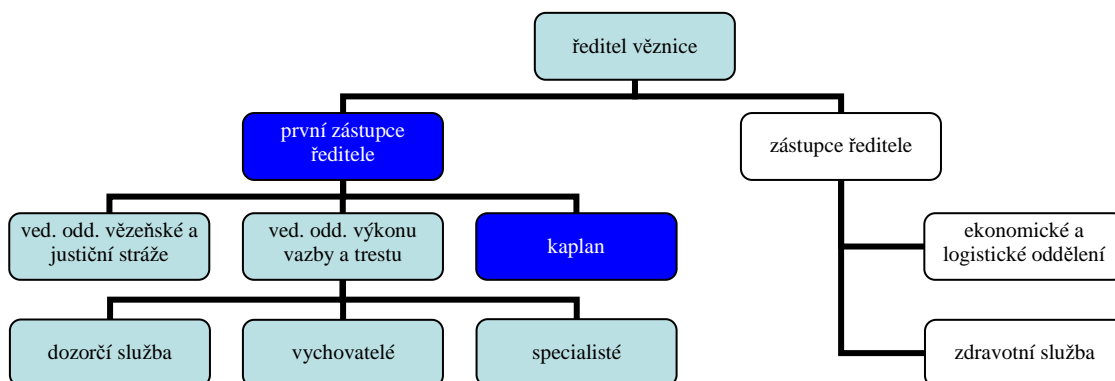 ředitel věznice
první zástupce
ředitele
zástupce ředitele
ved. odd. vězeňské a
justiční stráže
ved. odd. výkonu
vazby a trestu
kaplan
ekonomické a
logistické oddělení
dozorčí služba
vychovatelé
specialisté
zdravotní služba